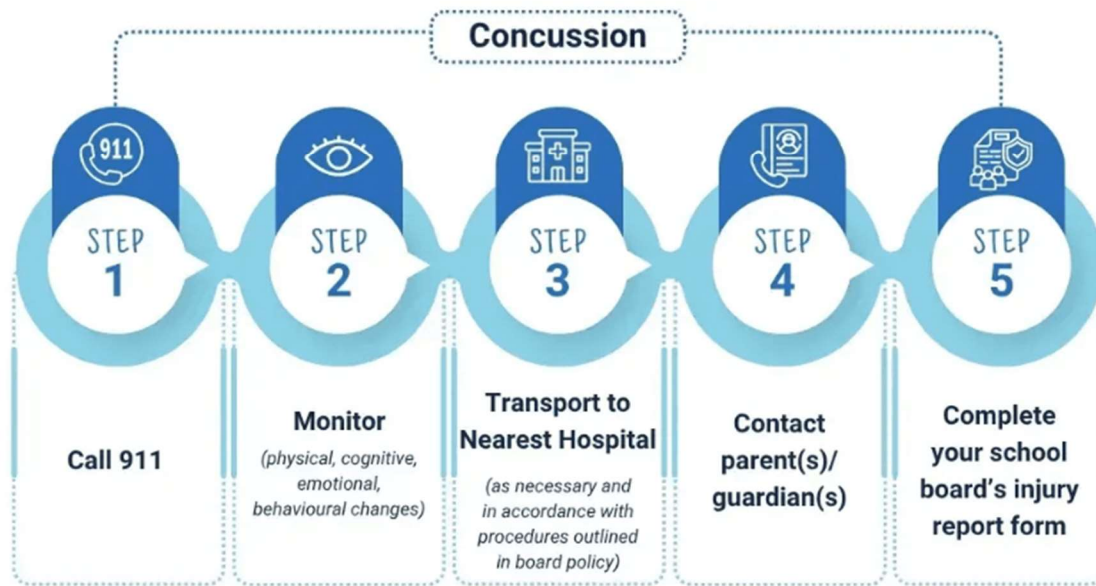 Concussion
911
STEP
1
Call 911
STEP
2
Monitor
(physical, cognitive,
emotional,
behavioural changes)
STEP
3
Transport to
Nearest Hospital
(as necessary and
in accordance with
procedures outlined
in board policy)
STEP
4
Contact
parent(s)/
guardian(s)
STEP
5
Complete
your school
board's injury
report form